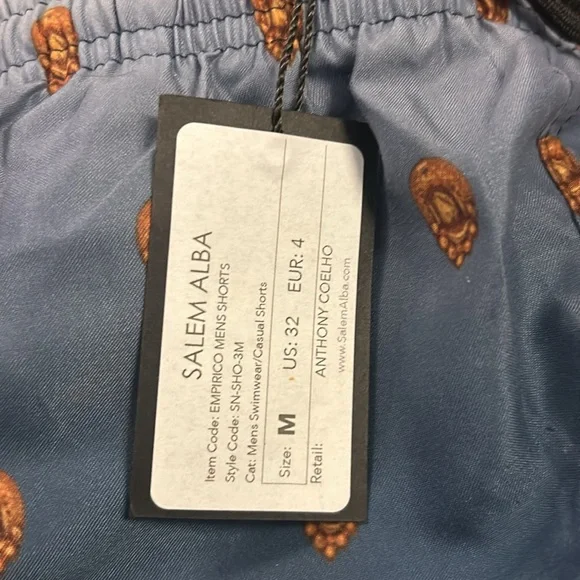 SALEM ALBA
Item Code: EMPIRICO MENS SHORTS
Style Code: SN-SHO-3M
Cat: Mens Swimwear/Casual Shorts
Size: M US: 32 EUR: 4
Retail: ANTHONY COELHO
www.SalemAlba.com